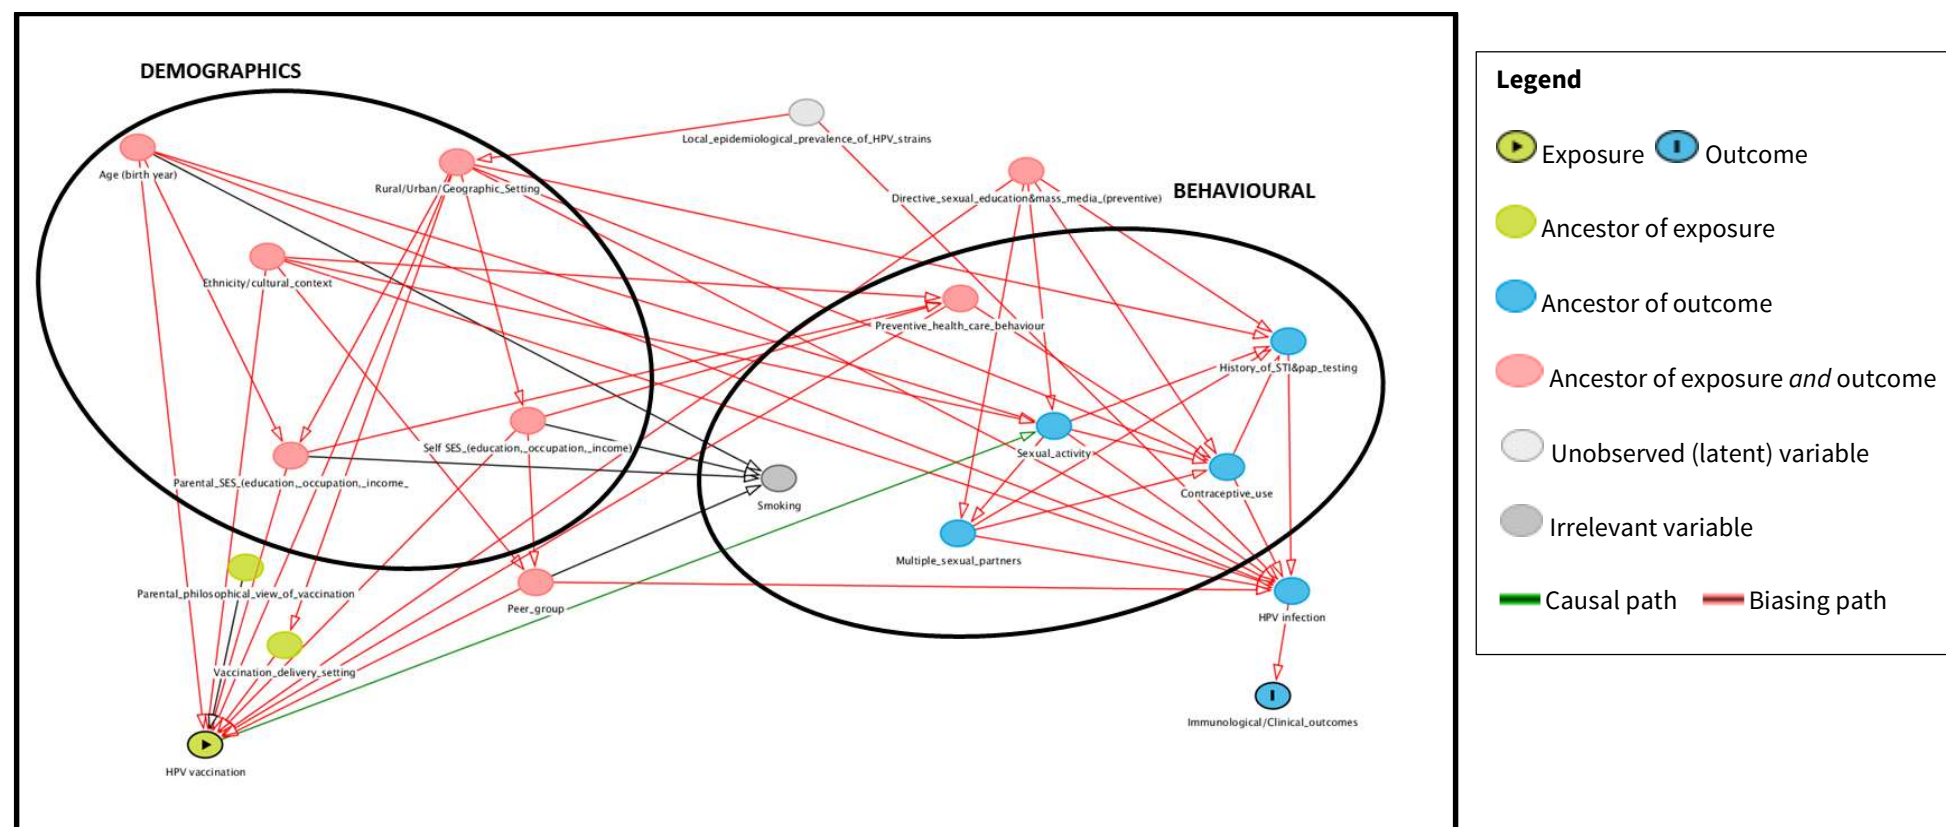 DEMOGRAPHICS
Age (birth year)
Rural/Urban/Geographic_Setting
Local_epidemiological_prevalence_of_HPV_strains
Directive_sexual_education&mass_media_(preventive)
BEHAVIOURAL
Ethnicity/cultural_context
Preventive_health_care_behaviour
History_of_STI&pap_testing
Self SES_(education,_occupation,_income)
Sexual_activity
Parental_SES_(education,_occupation,_income_
Contraceptive_use
Smoking
Multiple_sexual_partners
Parental_philosophical_view_of_vaccination
Peer_group
HPV infection
Vaccination_delivery_setting
Immunological/Clinical_outcomes
HPV vaccination
Legend
Exposure
Outcome
Ancestor of exposure
Ancestor of outcome
Ancestor of exposure and outcome
Unobserved (latent) variable
Irrelevant variable
Causal path
Biasing path